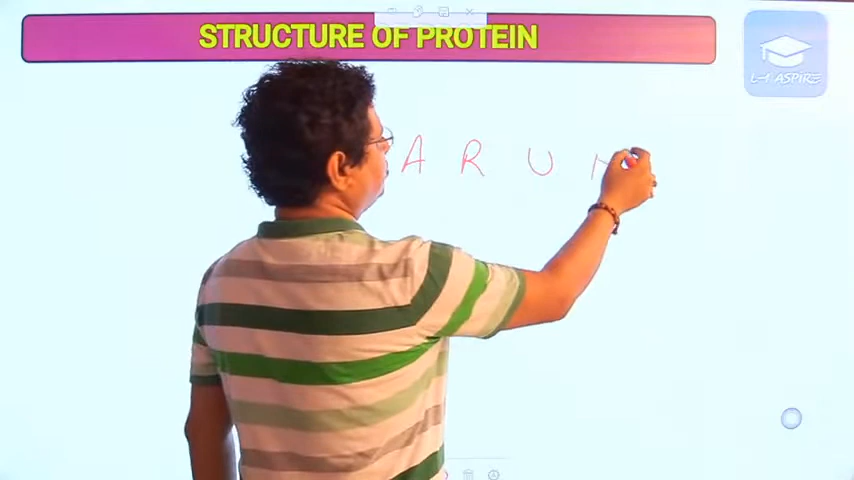 STRUCTURE OF PROTEIN
L-1 ASPIRE
A R U